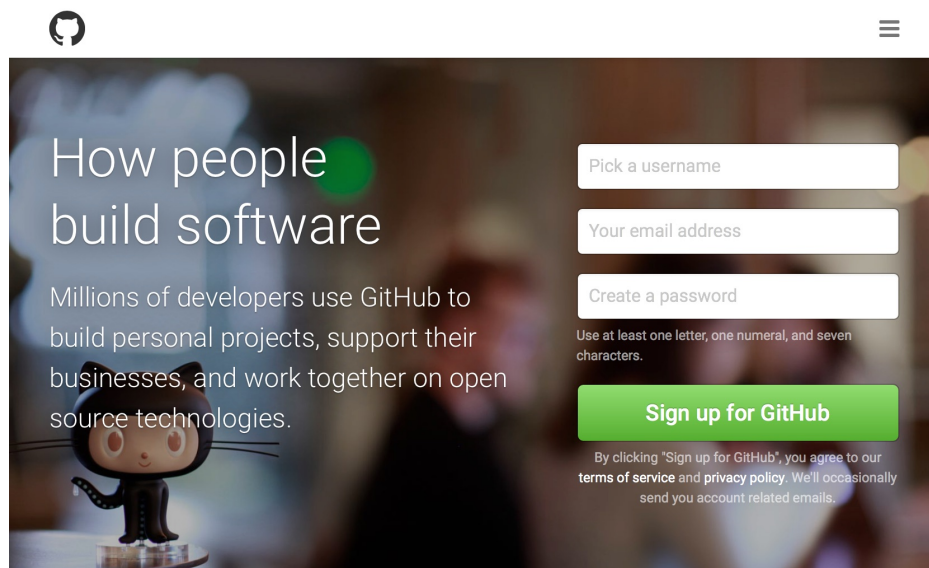 How people
build software
Millions of developers use GitHub to
build personal projects, support their
businesses, and work together on open
source technologies.
Pick a username
Your email address
Create a password
Use at least one letter, one numeral, and seven
characters.
Sign up for GitHub
By clicking "Sign up for GitHub", you agree to our
terms of service and privacy policy. We'll occasionally
send you account related emails.